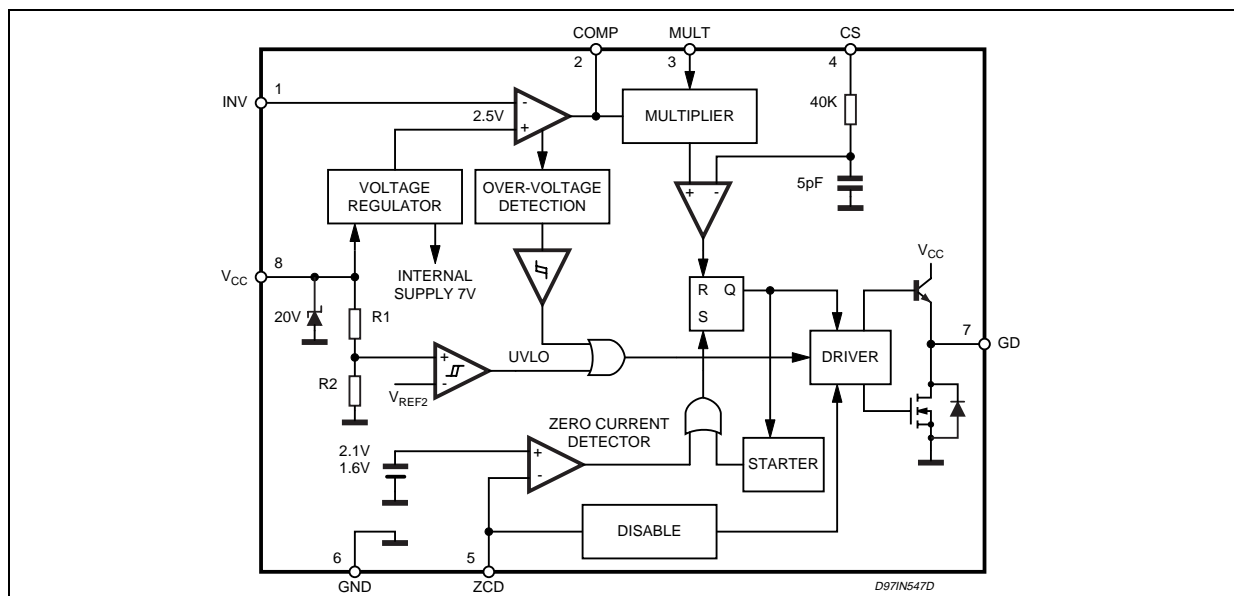 COMP MULT CS
2 3 4
1
INV
2.5V
-
+
MULTIPLIER
40K
5pF
VOLTAGE
REGULATOR
OVER-VOLTAGE
DETECTION
+ -
8
VCC
INTERNAL
SUPPLY 7V
20V
R1
R2
R Q
S
VCC
7
GD
DRIVER
+
-
UVLO
VREF2
ZERO CURRENT
DETECTOR
2.1V
1.6V
+
-
STARTER
DISABLE
6
GND
5
ZCD
D97IN547D